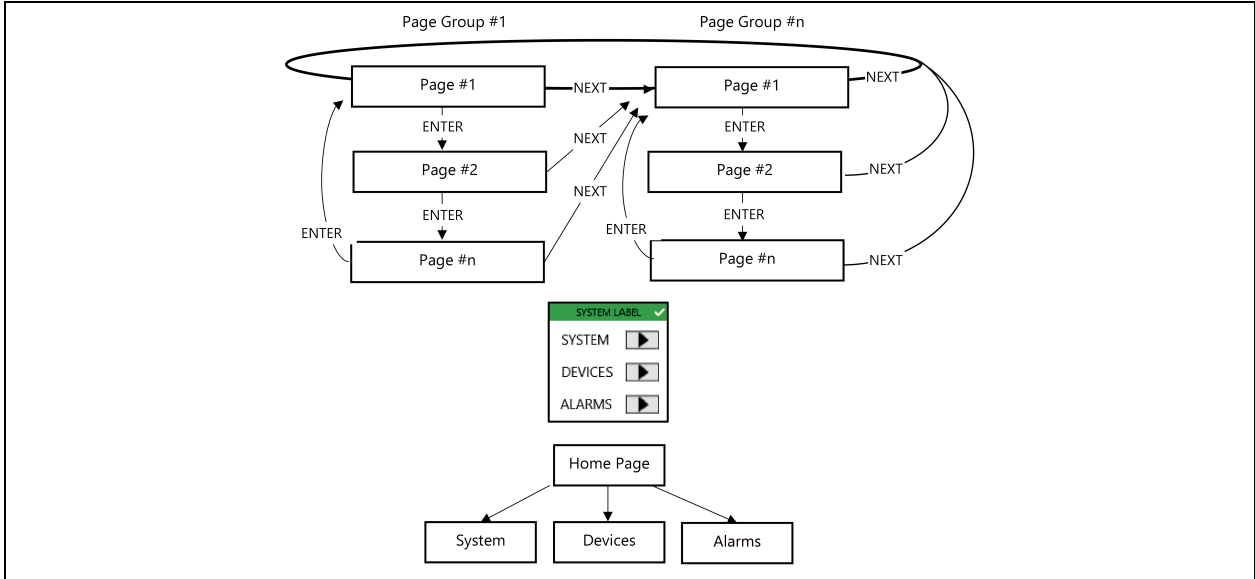 Page Group #1
Page Group #n
Page #1
NEXT
Page #1
NEXT
ENTER
ENTER
NEXT
Page #2
Page #2
NEXT
NEXT
ENTER
ENTER
ENTER
ENTER
Page #n
Page #n
NEXT
SYSTEM LABEL
SYSTEM
DEVICES
ALARMS
Home Page
System
Devices
Alarms